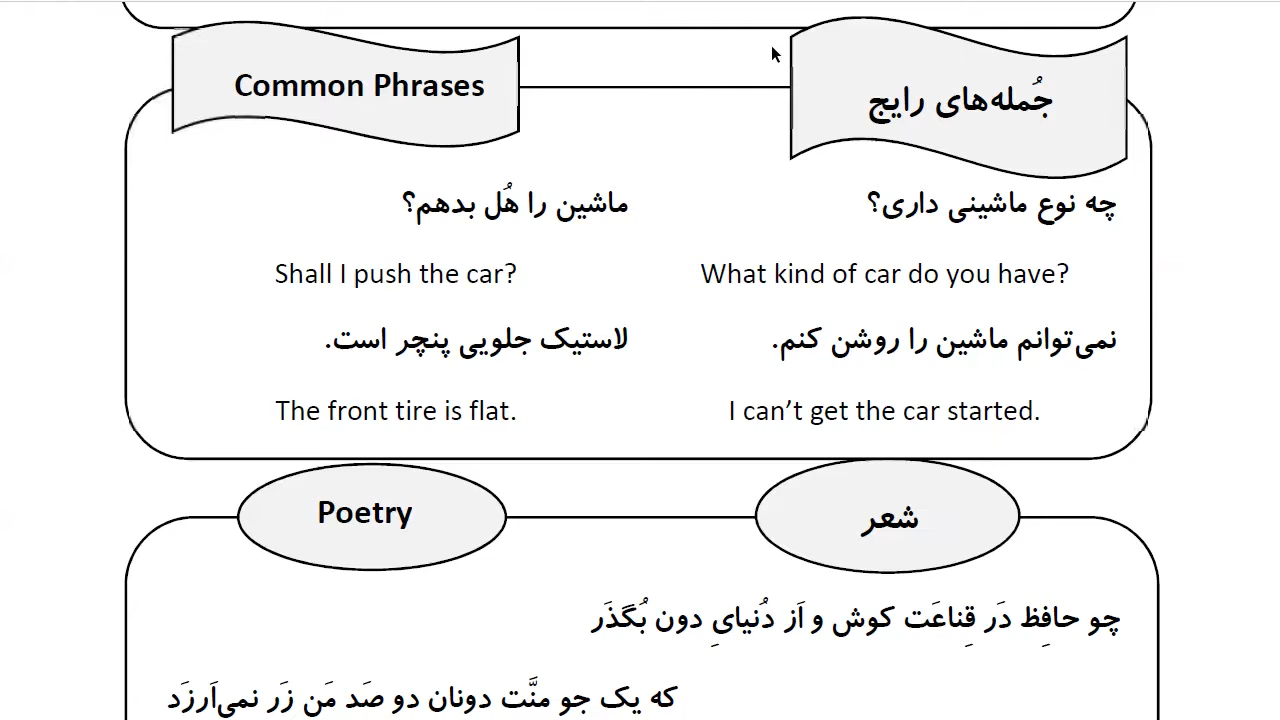 Common Phrases
جُمله‌های رایج
چه نوع ماشینی داری؟
ماشین را هُل بدهم؟
What kind of car do you have?
Shall I push the car?
نمی‌توانم ماشین را روشن کنم.
لاستیک جلویی پنچر است.
I can’t get the car started.
The front tire is flat.
Poetry
شعر
چو حافِظ دَر قِناعَت کوش و اَز دُنیایِ دون بُگذَر
که یک جو منَّت دونان دو صَد مَن زَر نمی‌اَرزَد